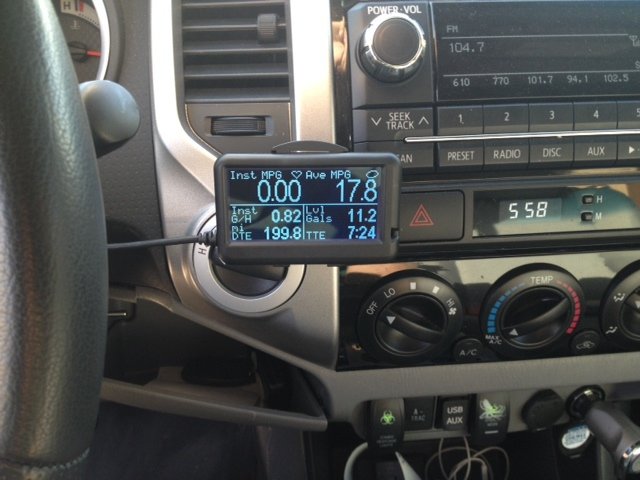 H
POWER·VOL
FM
104.7
610 770 101.7 94.1 102.5
SEEK
TRACK
1 2 3 4 5
PRESET RADIO DISC AUX
Inst MPG Ave MPG
0.00 17.8
Inst
G/H 0.82
Lvl
Gals 11.2
mi
DTE 199.8
TTE 7:24
5:58
H
M
OFF LO HI
TEMP
MAX
A/C
A/C
A
TRAC
USB
AUX